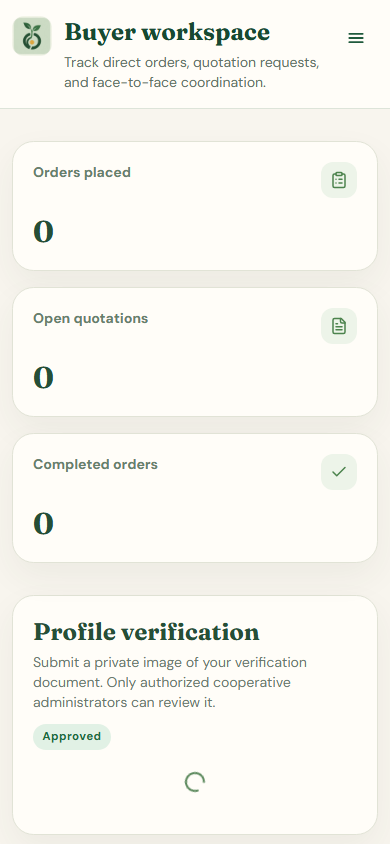 Buyer workspace
Track direct orders, quotation requests,
and face-to-face coordination.
Orders placed
0
Open quotations
0
Completed orders
0
Profile verification
Submit a private image of your verification
document. Only authorized cooperative
administrators can review it.
Approved